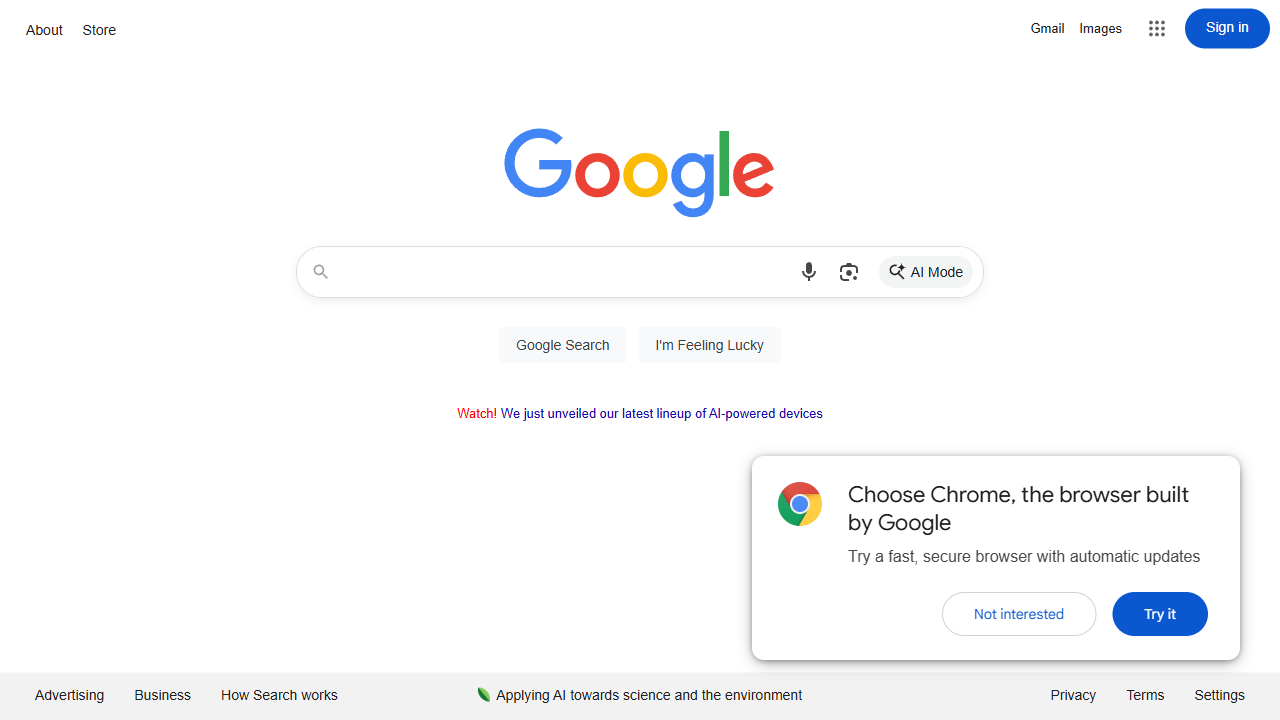 About Store
Gmail Images Sign in
Google
AI Mode
Google Search I'm Feeling Lucky
Watch! We just unveiled our latest lineup of AI-powered devices
Choose Chrome, the browser built
by Google
Try a fast, secure browser with automatic updates
Not interested Try it
Advertising Business How Search works
Applying AI towards science and the environment
Privacy Terms Settings